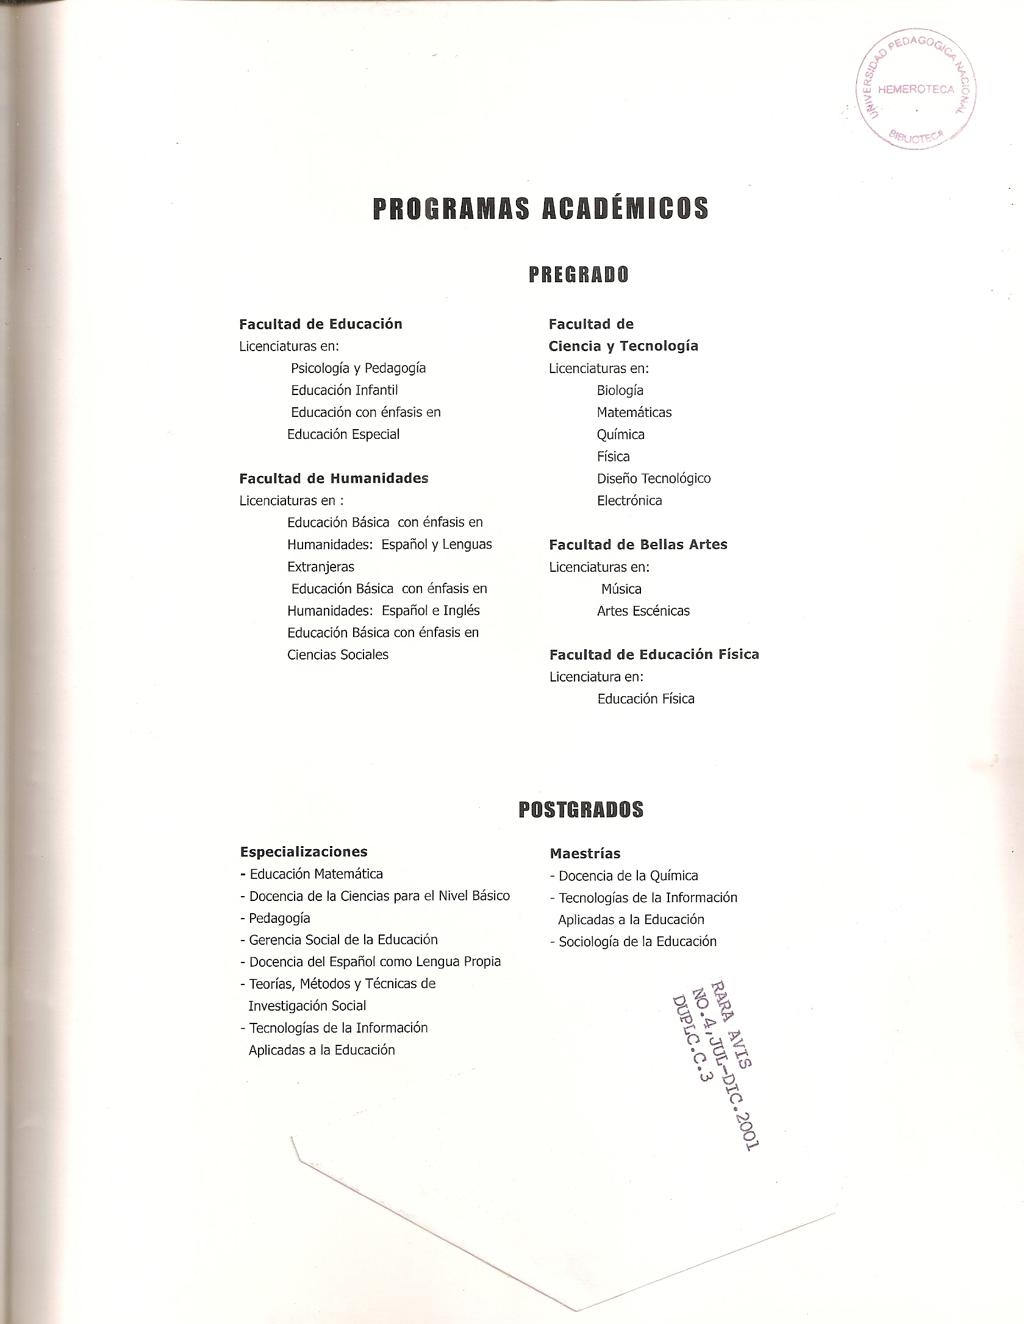 UNIVERSIDAD PEDAGOGICA NACIONAL
HEMEROTECA
BIBLIOTECA
PROGRAMAS ACADÉMICOS
PREGRADO
Facultad de Educación
Licenciaturas en:
Psicología y Pedagogía
Educación Infantil
Educación con énfasis en
Educación Especial
Facultad de Humanidades
Licenciaturas en :
Educación Básica con énfasis en
Humanidades: Español y Lenguas
Extranjeras
Educación Básica con énfasis en
Humanidades: Español e Inglés
Educación Básica con énfasis en
Ciencias Sociales
Facultad de
Ciencia y Tecnología
Licenciaturas en:
Biología
Matemáticas
Química
Física
Diseño Tecnológico
Electrónica
Facultad de Bellas Artes
Licenciaturas en:
Música
Artes Escénicas
Facultad de Educación Física
Licenciatura en:
Educación Física
POSTGRADOS
Especializaciones
- Educación Matemática
- Docencia de la Ciencias para el Nivel Básico
- Pedagogía
- Gerencia Social de la Educación
- Docencia del Español como Lengua Propia
- Teorías, Métodos y Técnicas de
Investigación Social
- Tecnologías de la Información
Aplicadas a la Educación
Maestrías
- Docencia de la Química
- Tecnologías de la Información
Aplicadas a la Educación
- Sociología de la Educación
RARA AVIS
NO.4,JUL-DIC.2001
DUPLC.C.3